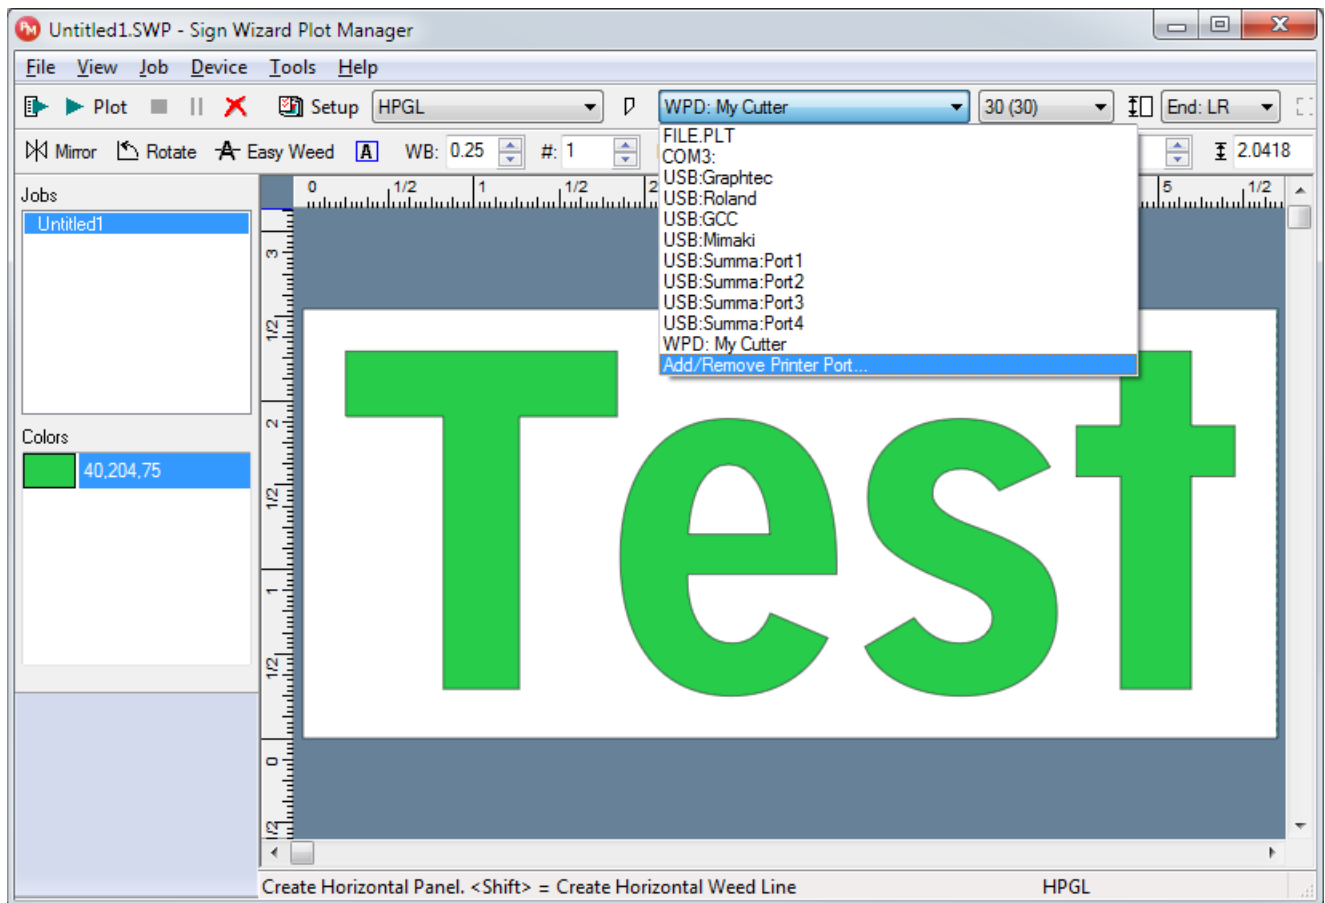 PM Untitled1.SWP - Sign Wizard Plot Manager
File View Job Device Tools Help
Plot Setup HPGL WPD: My Cutter 30 (30) End: LR
Mirror Rotate A Easy Weed A WB: 0.25 #: 1 2.0418
FILE.PLT
COM3:
USB:Graphtec
USB:Roland
USB:GCC
USB:Mimaki
USB:Summa:Port1
USB:Summa:Port2
USB:Summa:Port3
USB:Summa:Port4
WPD: My Cutter
Add/Remove Printer Port...
Jobs
Untitled1
Colors
40,204,75
0 1/2 1 1/2 2 5 1/2
3
1/2
2
1/2
1
1/2
0
1/2
Test
Create Horizontal Panel. <Shift> = Create Horizontal Weed Line HPGL